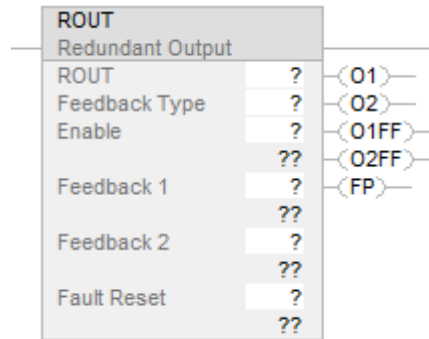 ROUT
Redundant Output
ROUT ? O1
Feedback Type ? O2
Enable ? O1FF
?? O2FF
Feedback 1 ? FP
??
Feedback 2 ?
??
Fault Reset ?
??